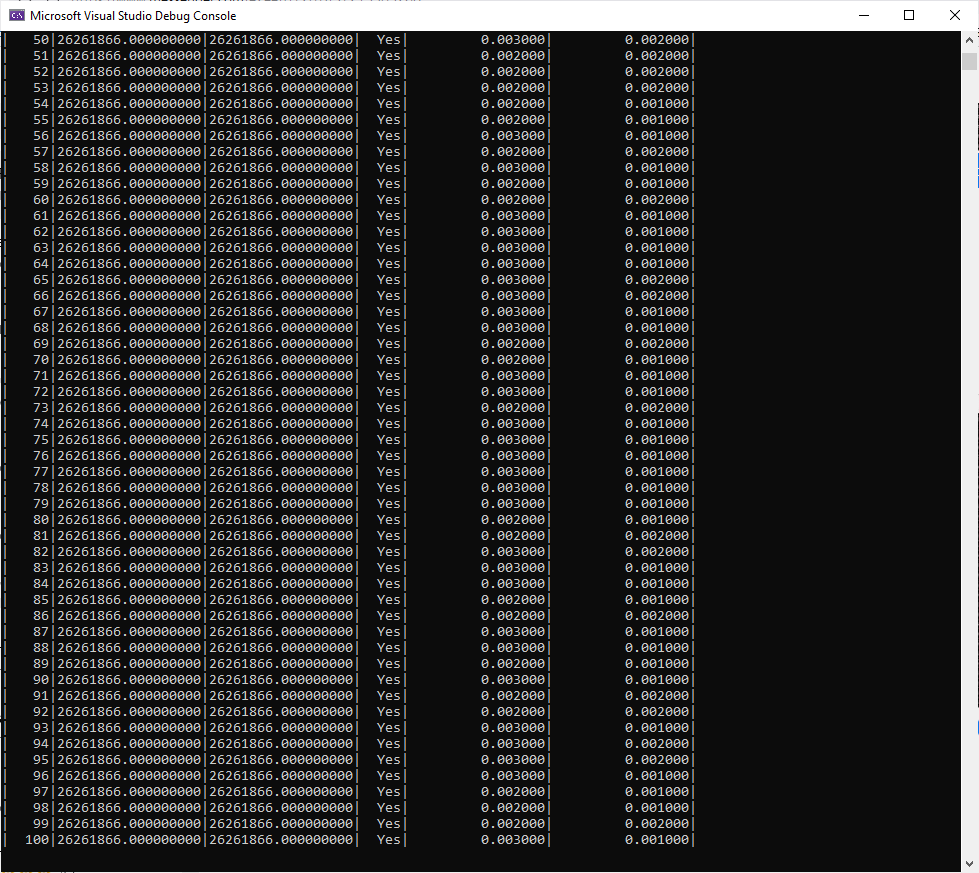 Microsoft Visual Studio Debug Console
| 50|26261866.000000000|26261866.000000000| Yes| 0.003000| 0.002000|
| 51|26261866.000000000|26261866.000000000| Yes| 0.002000| 0.002000|
| 52|26261866.000000000|26261866.000000000| Yes| 0.002000| 0.002000|
| 53|26261866.000000000|26261866.000000000| Yes| 0.002000| 0.002000|
| 54|26261866.000000000|26261866.000000000| Yes| 0.002000| 0.001000|
| 55|26261866.000000000|26261866.000000000| Yes| 0.002000| 0.001000|
| 56|26261866.000000000|26261866.000000000| Yes| 0.003000| 0.001000|
| 57|26261866.000000000|26261866.000000000| Yes| 0.002000| 0.002000|
| 58|26261866.000000000|26261866.000000000| Yes| 0.003000| 0.001000|
| 59|26261866.000000000|26261866.000000000| Yes| 0.002000| 0.001000|
| 60|26261866.000000000|26261866.000000000| Yes| 0.002000| 0.001000|
| 61|26261866.000000000|26261866.000000000| Yes| 0.003000| 0.001000|
| 62|26261866.000000000|26261866.000000000| Yes| 0.003000| 0.001000|
| 63|26261866.000000000|26261866.000000000| Yes| 0.003000| 0.001000|
| 64|26261866.000000000|26261866.000000000| Yes| 0.003000| 0.001000|
| 65|26261866.000000000|26261866.000000000| Yes| 0.002000| 0.002000|
| 66|26261866.000000000|26261866.000000000| Yes| 0.002000| 0.002000|
| 67|26261866.000000000|26261866.000000000| Yes| 0.003000| 0.001000|
| 68|26261866.000000000|26261866.000000000| Yes| 0.003000| 0.001000|
| 69|26261866.000000000|26261866.000000000| Yes| 0.002000| 0.002000|
| 70|26261866.000000000|26261866.000000000| Yes| 0.002000| 0.001000|
| 71|26261866.000000000|26261866.000000000| Yes| 0.003000| 0.001000|
| 72|26261866.000000000|26261866.000000000| Yes| 0.003000| 0.001000|
| 73|26261866.000000000|26261866.000000000| Yes| 0.002000| 0.002000|
| 74|26261866.000000000|26261866.000000000| Yes| 0.003000| 0.001000|
| 75|26261866.000000000|26261866.000000000| Yes| 0.003000| 0.001000|
| 76|26261866.000000000|26261866.000000000| Yes| 0.003000| 0.001000|
| 77|26261866.000000000|26261866.000000000| Yes| 0.003000| 0.001000|
| 78|26261866.000000000|26261866.000000000| Yes| 0.003000| 0.001000|
| 79|26261866.000000000|26261866.000000000| Yes| 0.003000| 0.001000|
| 80|26261866.000000000|26261866.000000000| Yes| 0.002000| 0.001000|
| 81|26261866.000000000|26261866.000000000| Yes| 0.002000| 0.002000|
| 82|26261866.000000000|26261866.000000000| Yes| 0.003000| 0.001000|
| 83|26261866.000000000|26261866.000000000| Yes| 0.003000| 0.001000|
| 84|26261866.000000000|26261866.000000000| Yes| 0.003000| 0.001000|
| 85|26261866.000000000|26261866.000000000| Yes| 0.002000| 0.001000|
| 86|26261866.000000000|26261866.000000000| Yes| 0.002000| 0.002000|
| 87|26261866.000000000|26261866.000000000| Yes| 0.003000| 0.001000|
| 88|26261866.000000000|26261866.000000000| Yes| 0.003000| 0.001000|
| 89|26261866.000000000|26261866.000000000| Yes| 0.002000| 0.001000|
| 90|26261866.000000000|26261866.000000000| Yes| 0.003000| 0.001000|
| 91|26261866.000000000|26261866.000000000| Yes| 0.002000| 0.002000|
| 92|26261866.000000000|26261866.000000000| Yes| 0.002000| 0.002000|
| 93|26261866.000000000|26261866.000000000| Yes| 0.003000| 0.001000|
| 94|26261866.000000000|26261866.000000000| Yes| 0.003000| 0.002000|
| 95|26261866.000000000|26261866.000000000| Yes| 0.003000| 0.002000|
| 96|26261866.000000000|26261866.000000000| Yes| 0.003000| 0.001000|
| 97|26261866.000000000|26261866.000000000| Yes| 0.002000| 0.001000|
| 98|26261866.000000000|26261866.000000000| Yes| 0.002000| 0.002000|
| 99|26261866.000000000|26261866.000000000| Yes| 0.002000| 0.002000|
| 100|26261866.000000000|26261866.000000000| Yes| 0.003000| 0.001000|